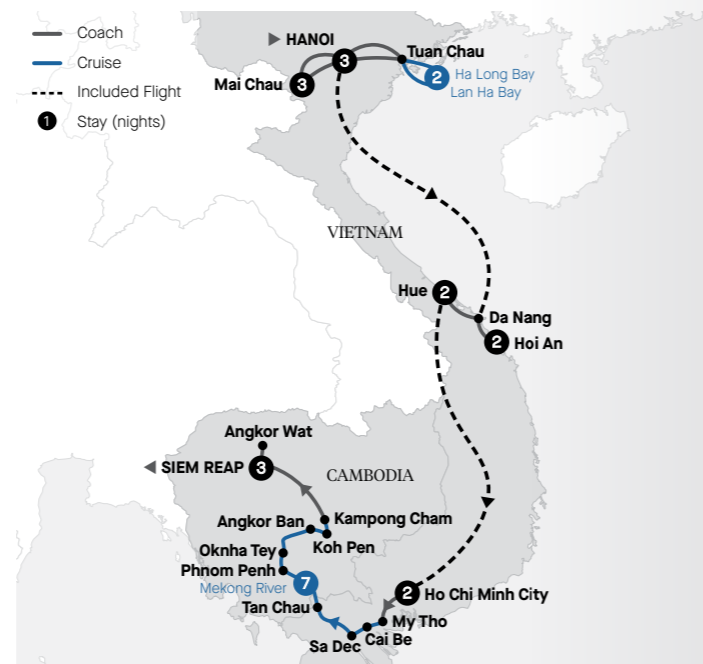 Coach
Cruise
Included Flight
1 Stay (nights)
HANOI
3
Tuan Chau
Mai Chau
3
2
Ha Long Bay
Lan Ha Bay
VIETNAM
Hue
2
Da Nang
2
Hoi An
Angkor Wat
SIEM REAP
3
CAMBODIA
Angkor Ban
Kampong Cham
Koh Pen
Oknha Tey
Phnom Penh
Mekong River
7
2
Ho Chi Minh City
Tan Chau
My Tho
Cai Be
Sa Dec